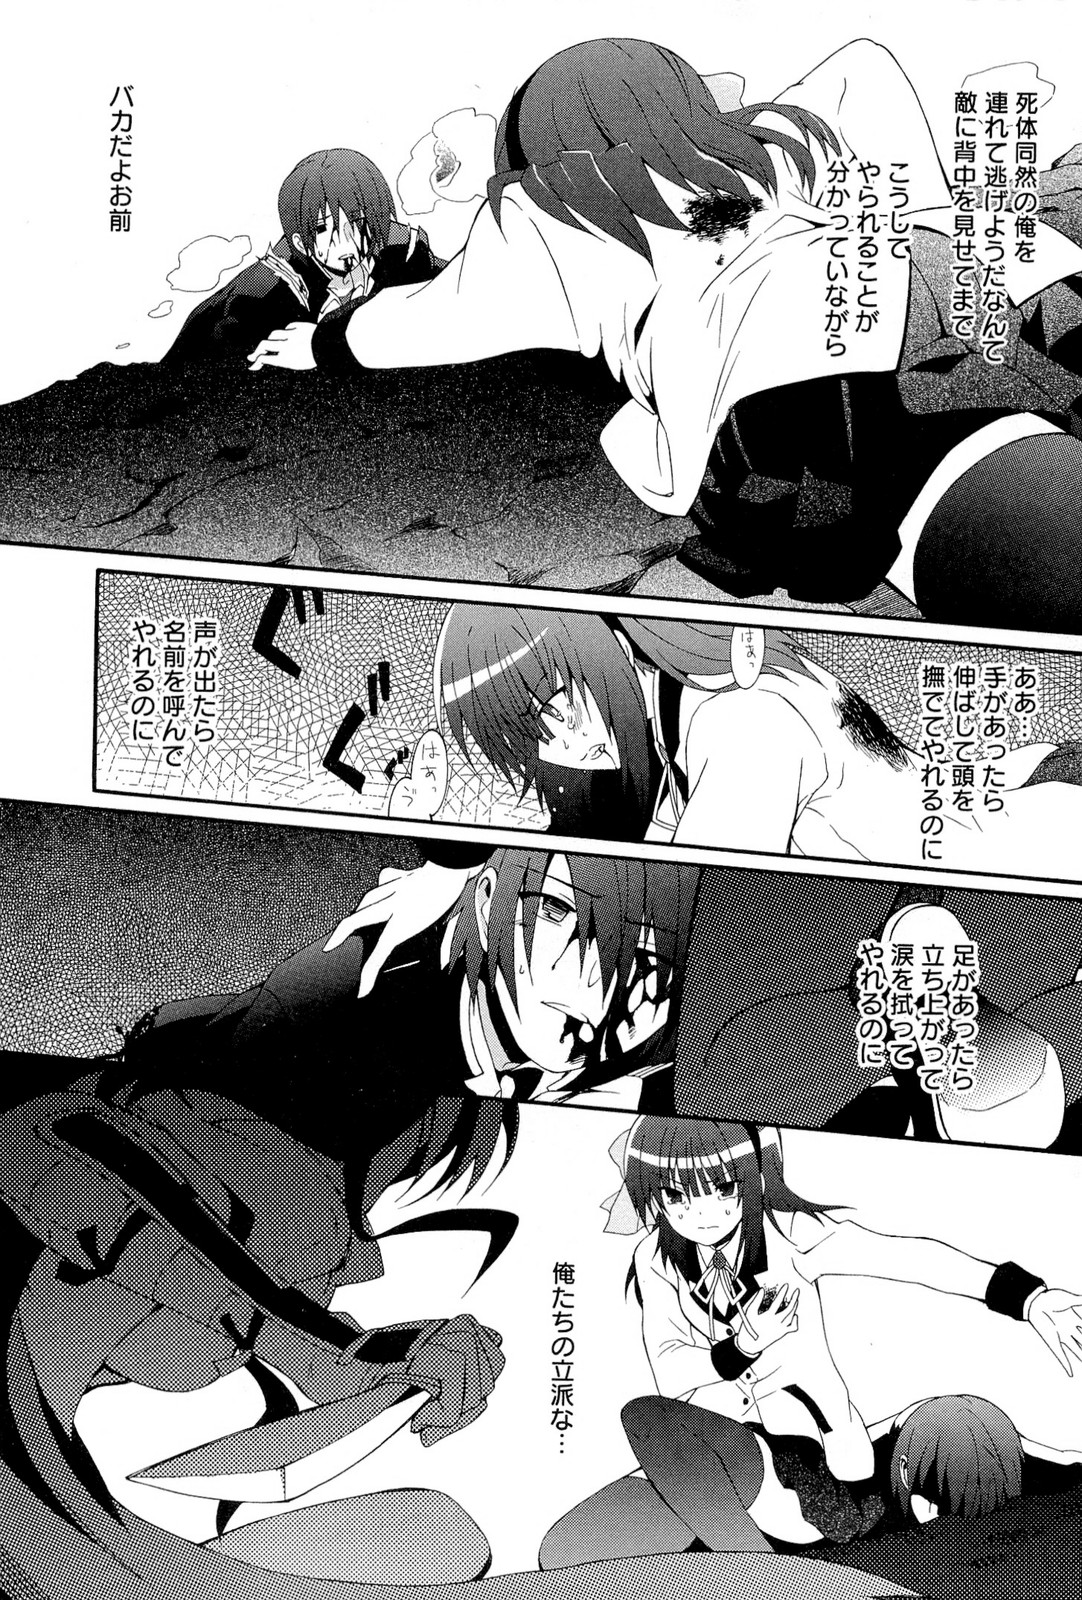 死体同然の俺を
連れて逃げようだなんて
敵に背中を見せてまで
こうして
やられることが
分かっていながら
バカだよお前
ああ…
手があったら
伸ばして頭を
撫でてやれるのに
はあっ
はぁ
声が出たら
名前を呼んで
やれるのに
足があったら
立ち上がって
涙を拭って
やれるのに
俺たちの立派な…